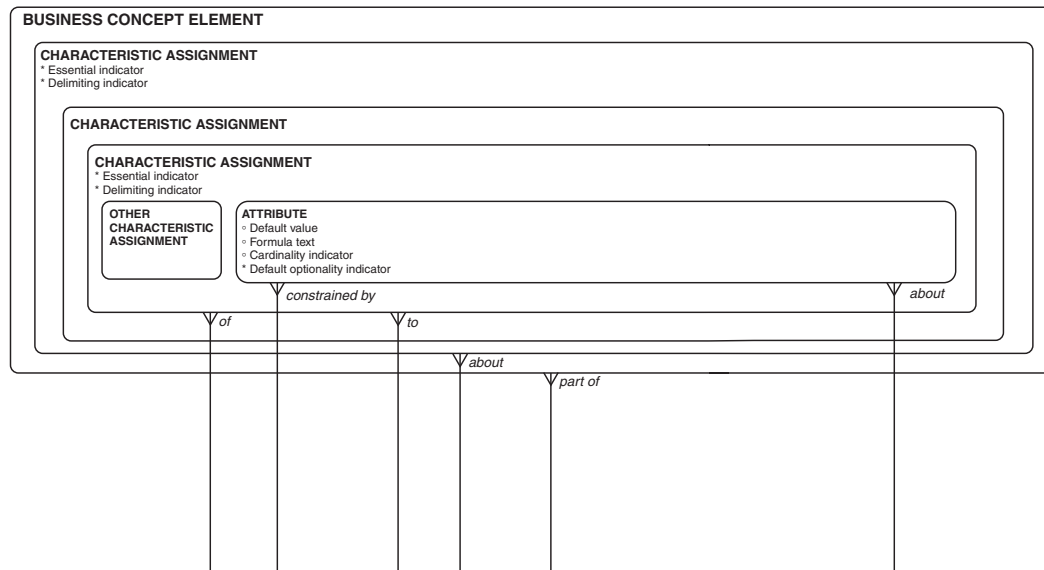 BUSINESS CONCEPT ELEMENT
CHARACTERISTIC ASSIGNMENT
* Essential indicator
* Delimiting indicator
CHARACTERISTIC ASSIGNMENT
CHARACTERISTIC ASSIGNMENT
* Essential indicator
* Delimiting indicator
OTHER
CHARACTERISTIC
ASSIGNMENT
ATTRIBUTE
° Default value
° Formula text
° Cardinality indicator
* Default optionality indicator
constrained by
about
of
to
about
part of